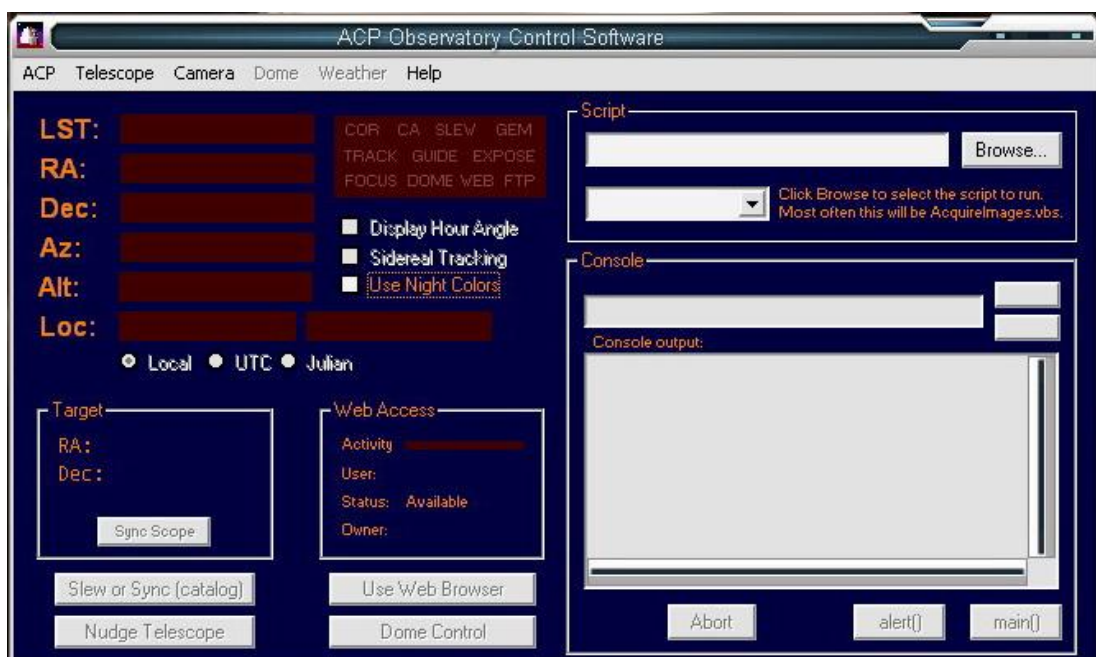 ACP Observatory Control Software
ACP Telescope Camera Dome Weather Help
LST:
RA:
Dec:
Az:
Alt:
Loc:
COR CA SLEW GEM
TRACK GUIDE EXPOSE
FOCUS DOME WEB FTP
Display Hour Angle
Sidereal Tracking
Use Night Colors
Local UTC Julian
Target
RA:
Dec:
Sync Scope
Web Access
Activity
User:
Status: Available
Owner:
Slew or Sync (catalog)
Use Web Browser
Nudge Telescope
Dome Control
Script
Browse...
Click Browse to select the script to run.
Most often this will be AcquireImages.vbs.
Console
Console output:
Abort
alert()
main()